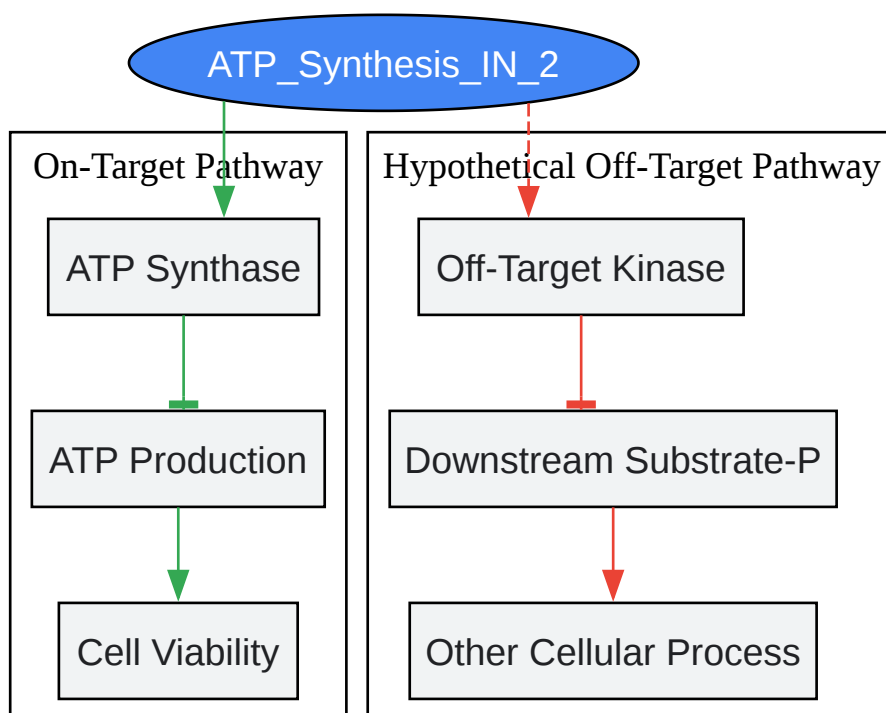 ATP_Synthesis_IN_2
On-Target Pathway
ATP Synthase
ATP Production
Cell Viability
Hypothetical Off-Target Pathway
Off-Target Kinase
Downstream Substrate-P
Other Cellular Process